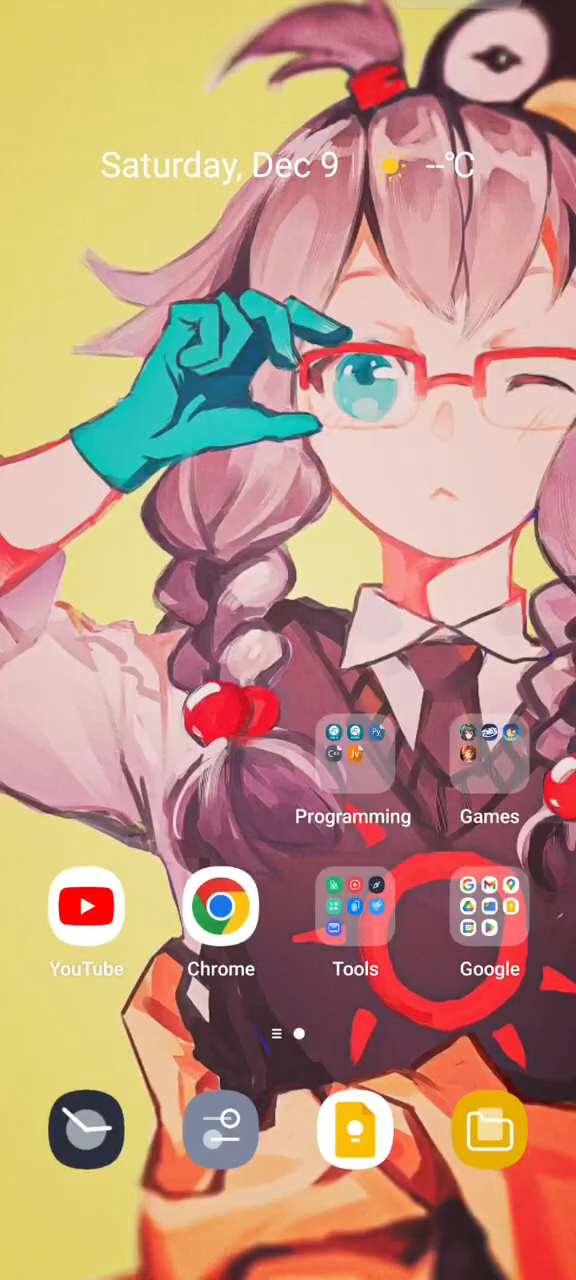 Saturday, Dec 9 | --°C
Programming
Games
YouTube
Chrome
Tools
Google